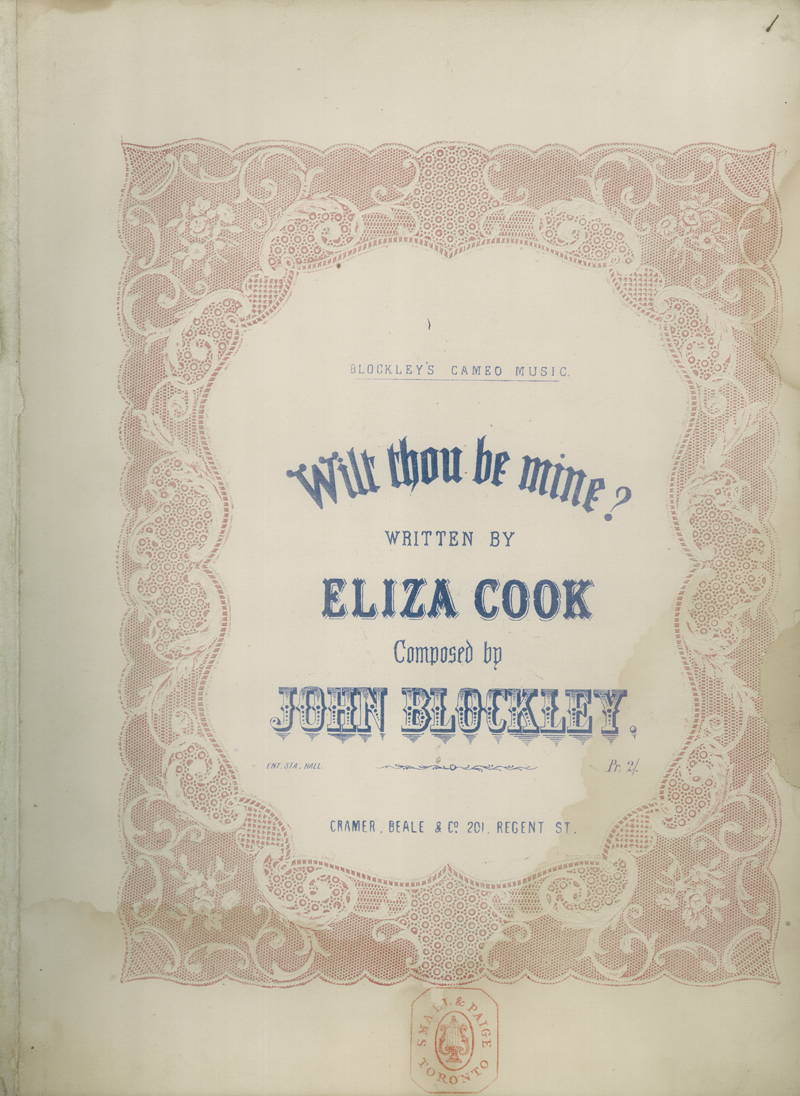 1
BLOCKLEY'S CAMEO MUSIC.
Wilt thou be mine?
WRITTEN BY
ELIZA COOK
Composed by
JOHN BLOCKLEY.
ENT. STA. HALL.
Pr. 2/.
CRAMER, BEALE & Co. 201, REGENT ST.
SMALL & PAIGE
TORONTO